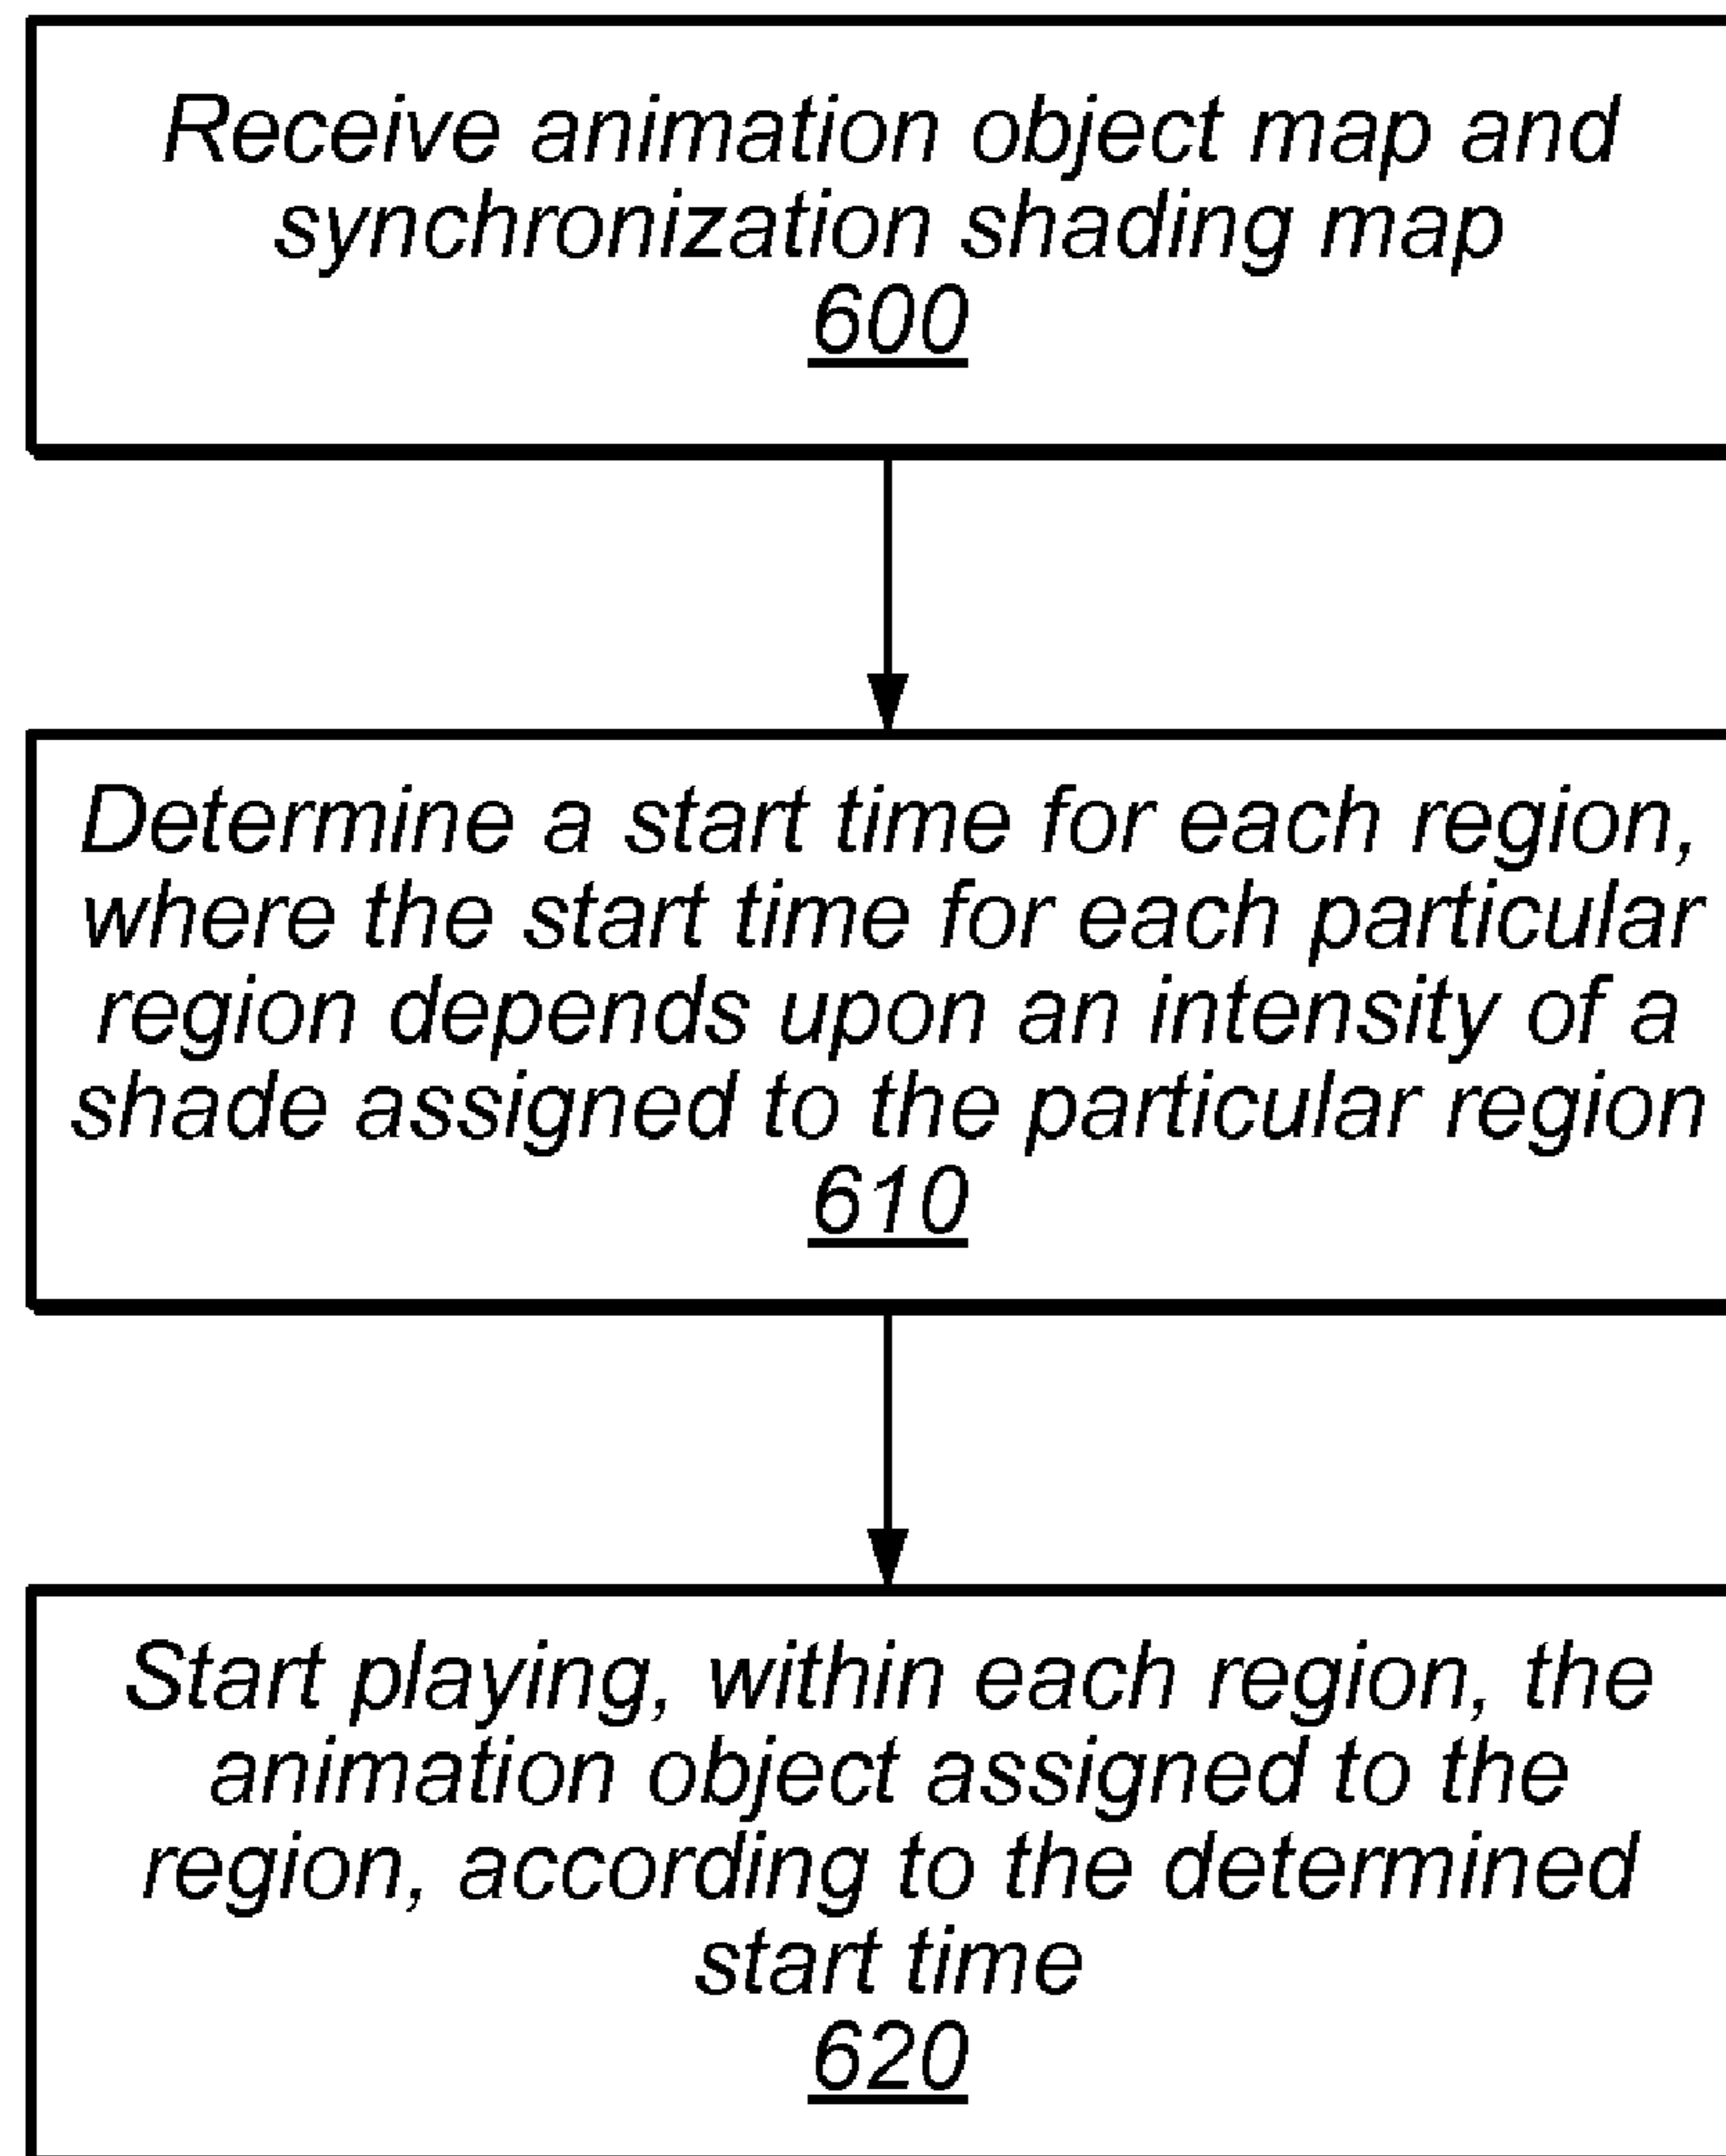 Receive animation object map and
synchronization shading map
600
Determine a start time for each region,
where the start time for each particular
region depends upon an intensity of a
shade assigned to the particular region
610
Start playing, within each region, the
animation object assigned to the
region, according to the determined
start time
620